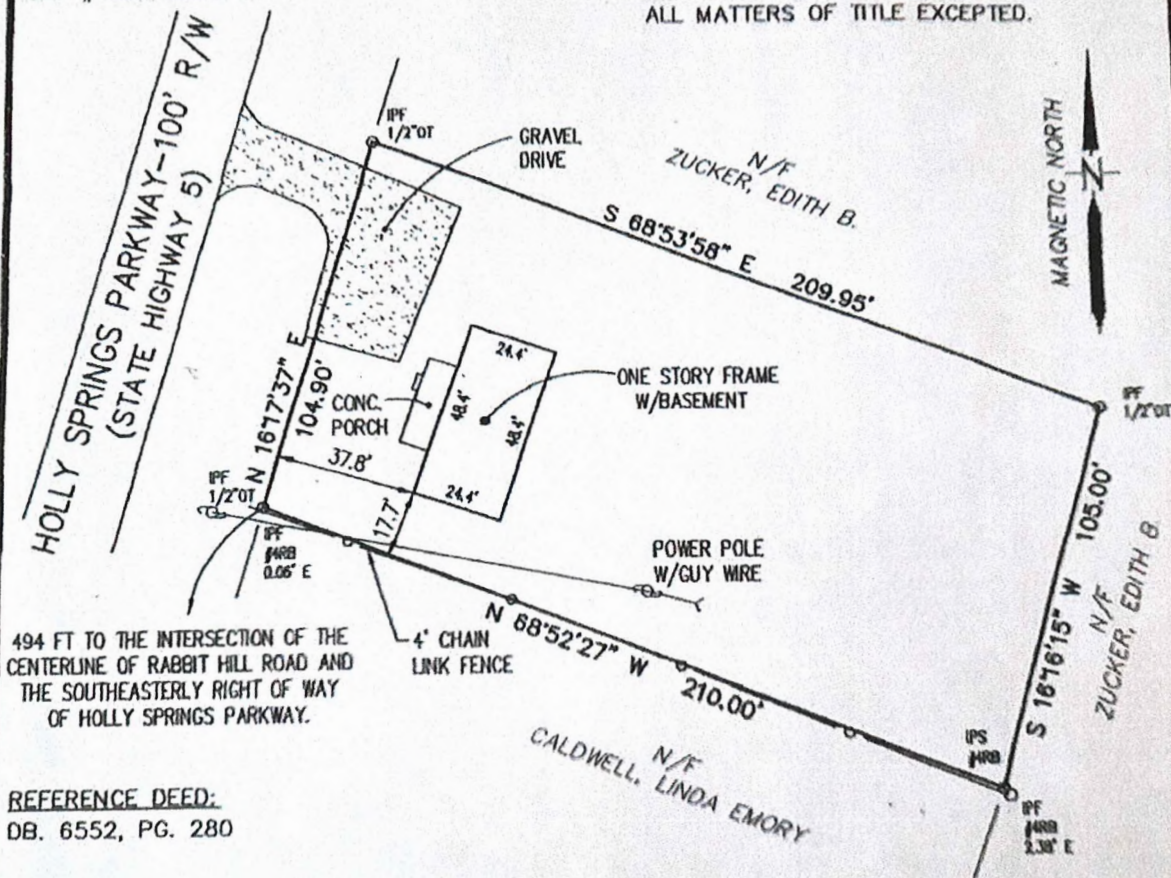 ALL MATTERS OF TITLE EXCEPTED.
HOLLY SPRINGS PARKWAY-100' R/W
(STATE HIGHWAY 5)
IPF
1/2"OT
GRAVEL
DRIVE
N/F
ZUCKER, EDITH B.
S 68°53'58" E 209.95'
MAGNETIC NORTH
N
N 16°17'37" E
104.90'
24.4'
48.4'
48.4'
24.4'
ONE STORY FRAME
W/BASEMENT
CONC.
PORCH
37.8'
17.7'
IPF
1/2"OT
IPF
1/2"OT
IPF
#4RB
0.06' E
POWER POLE
W/GUY WIRE
S 16°16'15" W 105.00'
N/F
ZUCKER, EDITH B.
494 FT TO THE INTERSECTION OF THE
CENTERLINE OF RABBIT HILL ROAD AND
THE SOUTHEASTERLY RIGHT OF WAY
OF HOLLY SPRINGS PARKWAY.
4' CHAIN
LINK FENCE
N 68°52'27" W
210.00'
N/F
CALDWELL, LINDA EMORY
IPS
#4RB
IPF
#4RB
2.38' E
REFERENCE DEED:
DB. 6552, PG. 280